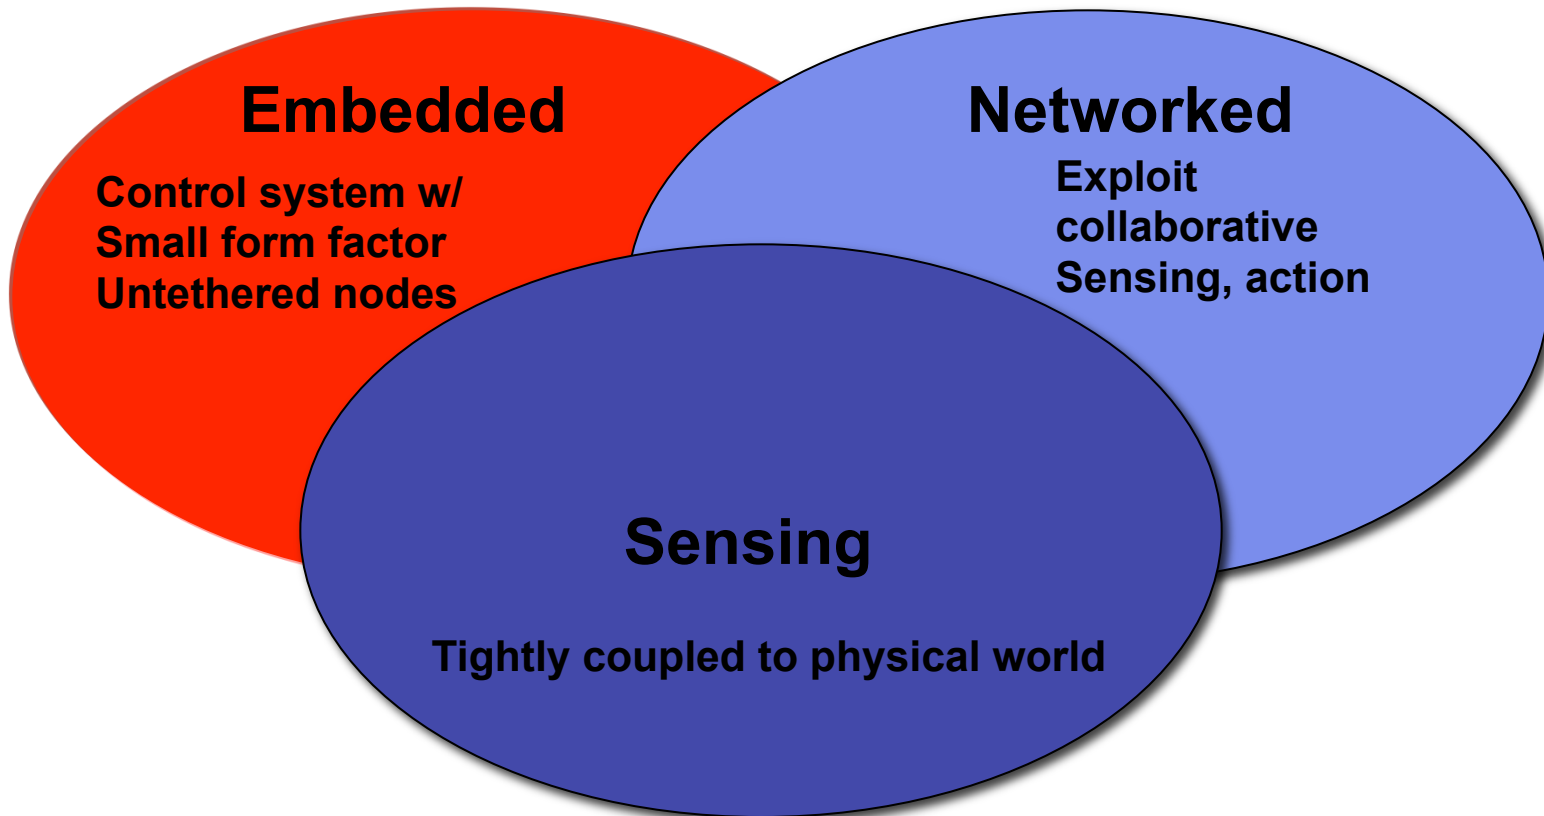 Embedded
Control system w/
Small form factor
Untethered nodes
Networked
Exploit
collaborative
Sensing, action
Sensing
Tightly coupled to physical world